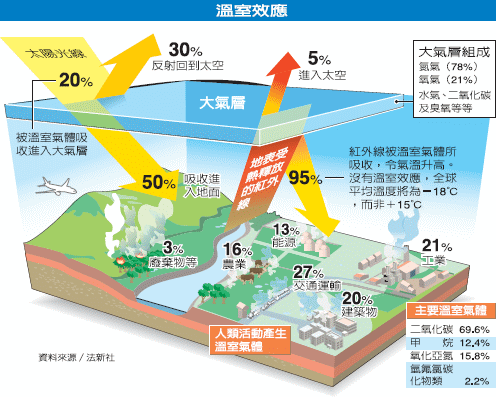 溫室效應
太陽光線
20%
被溫室氣體吸
收進入大氣層
30%
反射回到太空
5%
進入太空
大氣層組成
氮氣（78%）
氧氣（21%）
水氣、二氧化碳
及臭氧等等
大氣層
50%
吸收進
入地面
地表受
熱釋放
的紅外
線
95%
紅外線被溫室氣體所
吸收，令氣溫升高。
沒有溫室效應，全球
平均溫度將為－18℃
，而非＋15℃
3%
廢棄物等
16%
農業
13%
能源
27%
交通運輸
20%
建築物
21%
工業
人類活動產生
溫室氣體
主要溫室氣體
二氧化碳 69.6%
甲　烷 12.4%
氧化亞氮 15.8%
氫氟氯碳
化物類 2.2%
資料來源／法新社